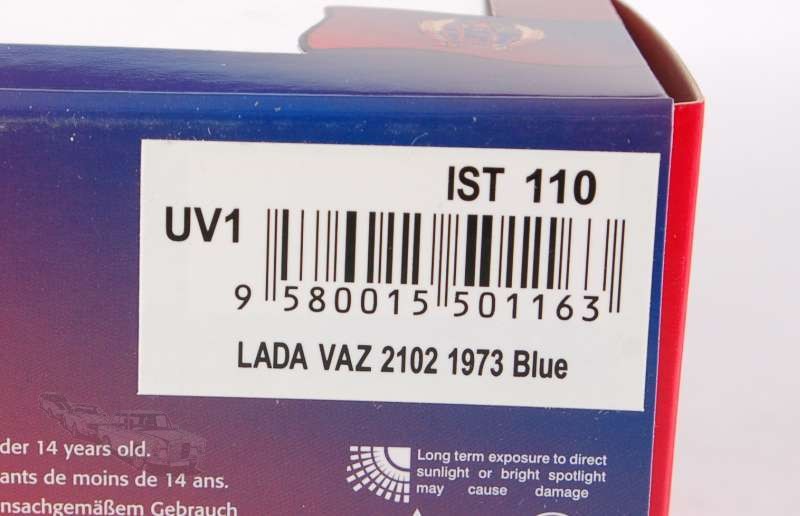 IST 110
UV1
9 580015 501163
LADA VAZ 2102 1973 Blue
der 14 years old.
ants de moins de 14 ans.
nsachgemäßem Gebrauch
Long term exposure to direct
sunlight or bright spotlight
may cause damage